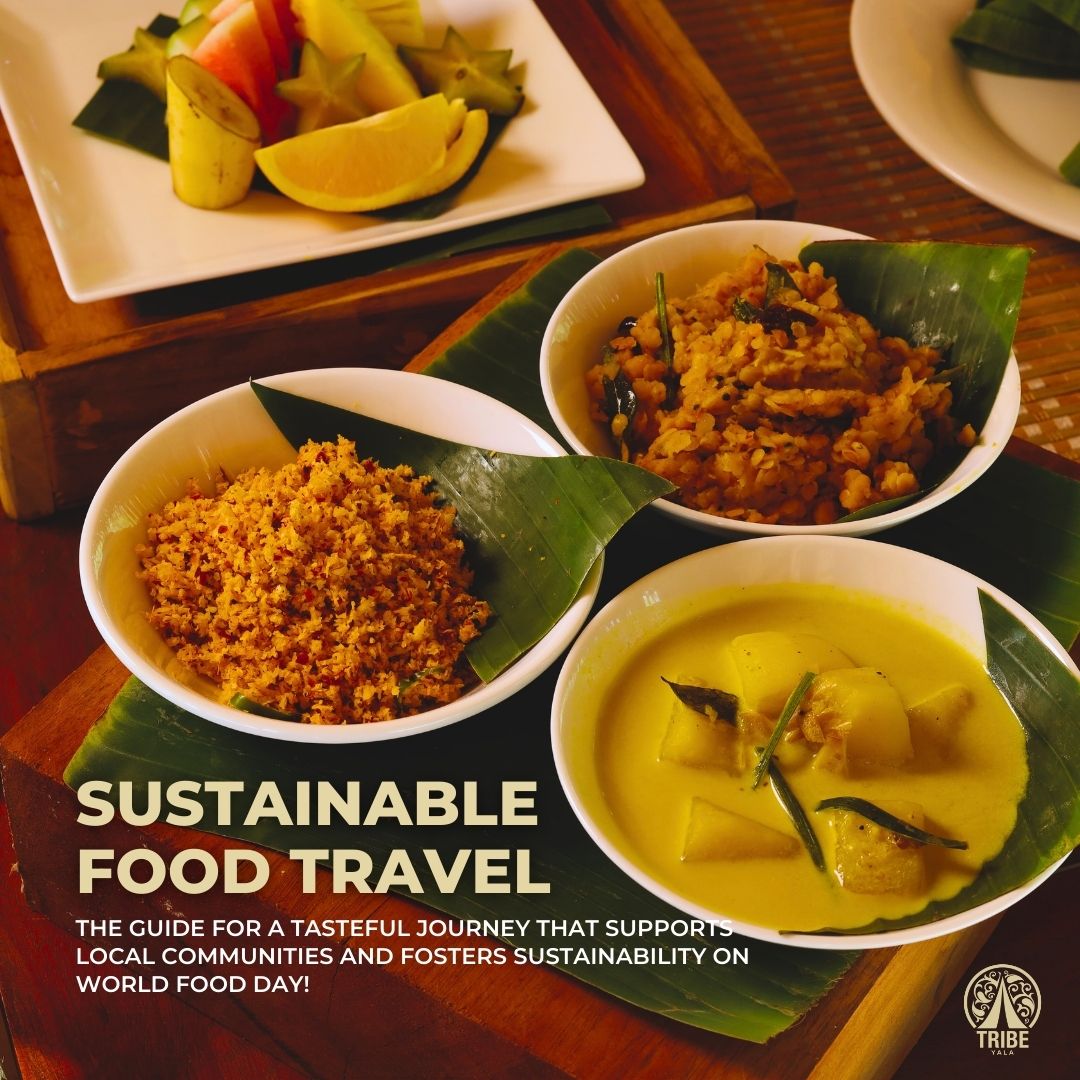 SUSTAINABLE
FOOD TRAVEL
THE GUIDE FOR A TASTEFUL JOURNEY THAT SUPPORTS
LOCAL COMMUNITIES AND FOSTERS SUSTAINABILITY ON
WORLD FOOD DAY!
TRIBE
YALA